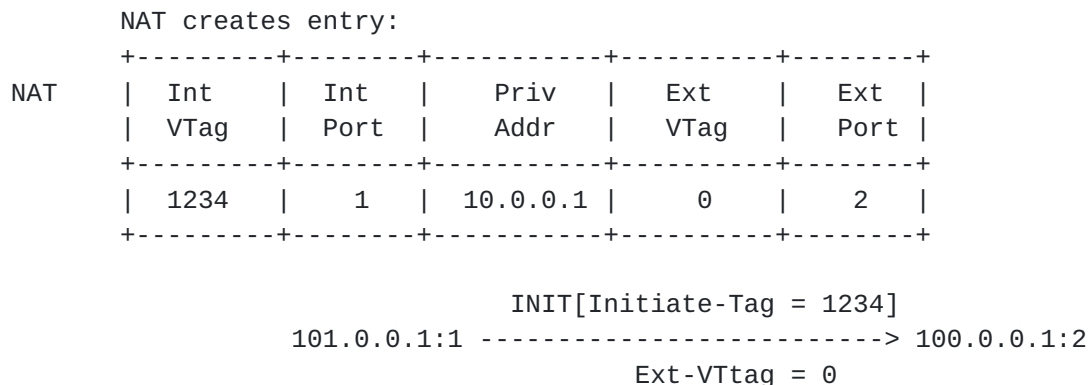 NAT creates entry:
+---------+--------+-----------+----------+--------+
NAT | Int | Int | Priv | Ext | Ext |
| VTag | Port | Addr | VTag | Port |
+---------+--------+-----------+----------+--------+
| 1234 | 1 | 10.0.0.1 | 0 | 2 |
+---------+--------+-----------+----------+--------+
INIT[Initiate-Tag = 1234]
101.0.0.1:1 --------------------------> 100.0.0.1:2
Ext-VTtag = 0